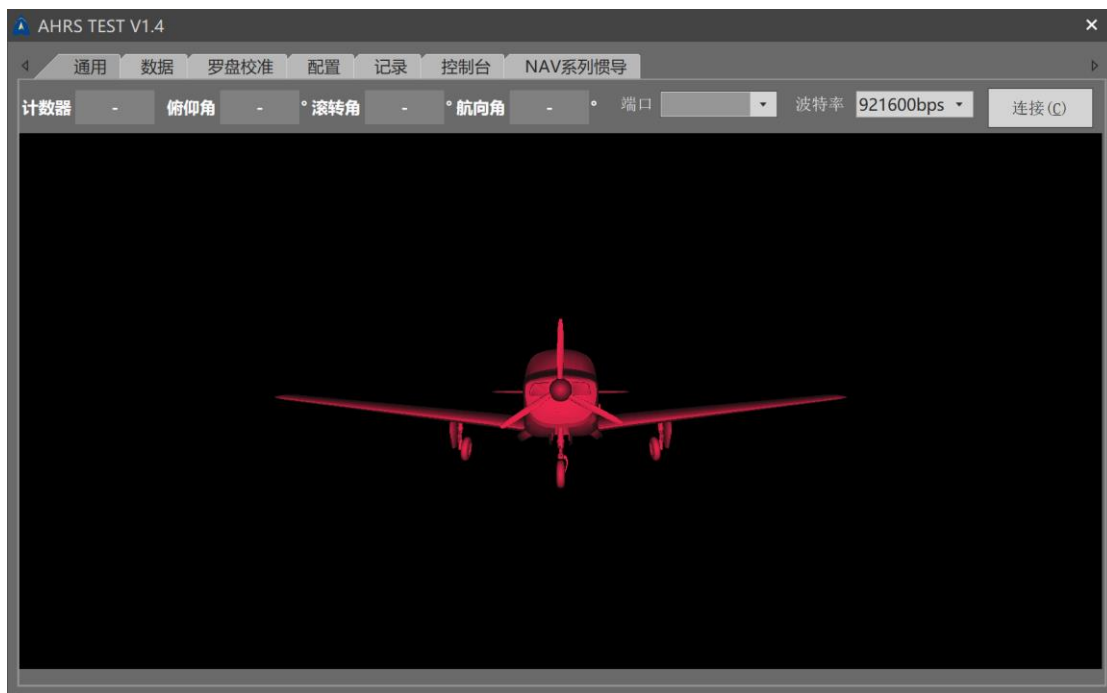 AHRS TEST V1.4
通用 数据 罗盘校准 配置 记录 控制台 NAV系列惯导
计数器 - 俯仰角 - ° 滚转角 - ° 航向角 - ° 端口 波特率 921600bps 连接(C)